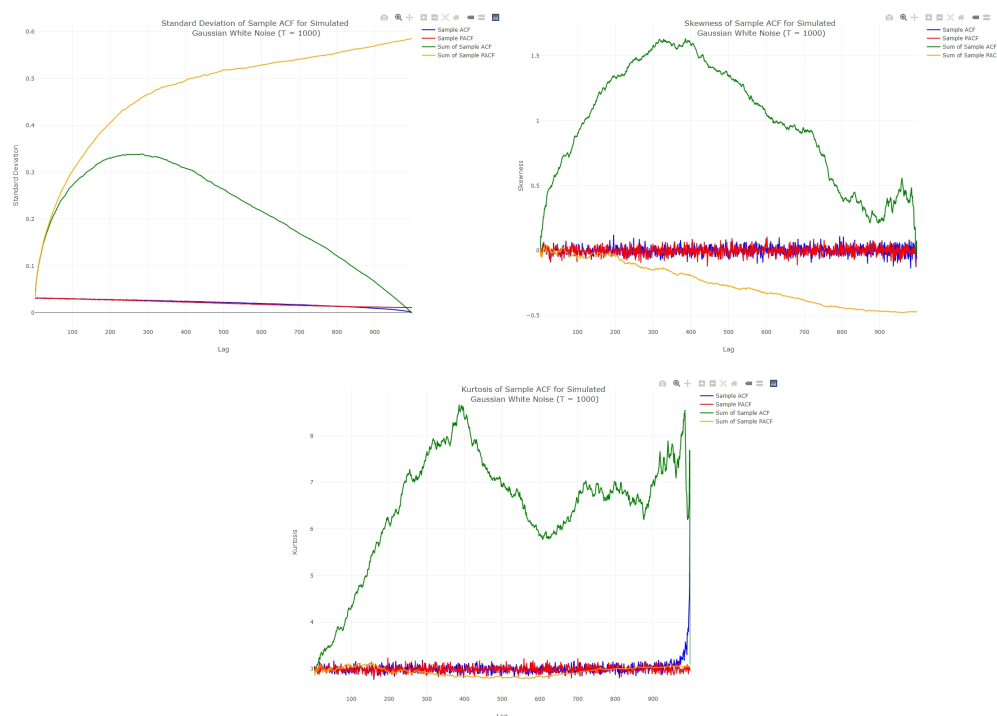 Standard Deviation of Sample ACF for Simulated
Gaussian White Noise (T = 1000)
Sample ACF
Sample PACF
Sum of Sample ACF
Sum of Sample PACF
0.6
0.5
0.4
0.3
0.2
0.1
0
Standard Deviation
100 200 300 400 500 600 700 800 900
Lag
Skewness of Sample ACF for Simulated
Gaussian White Noise (T = 1000)
Sample ACF
Sample PACF
Sum of Sample ACF
Sum of Sample PAC
1.5
1
0.5
0
−0.5
Skewness
100 200 300 400 500 600 700 800 900
Lag
Kurtosis of Sample ACF for Simulated
Gaussian White Noise (T = 1000)
Sample ACF
Sample PACF
Sum of Sample ACF
Sum of Sample PACF
8
7
6
5
4
3
Kurtosis
100 200 300 400 500 600 700 800 900
Lag